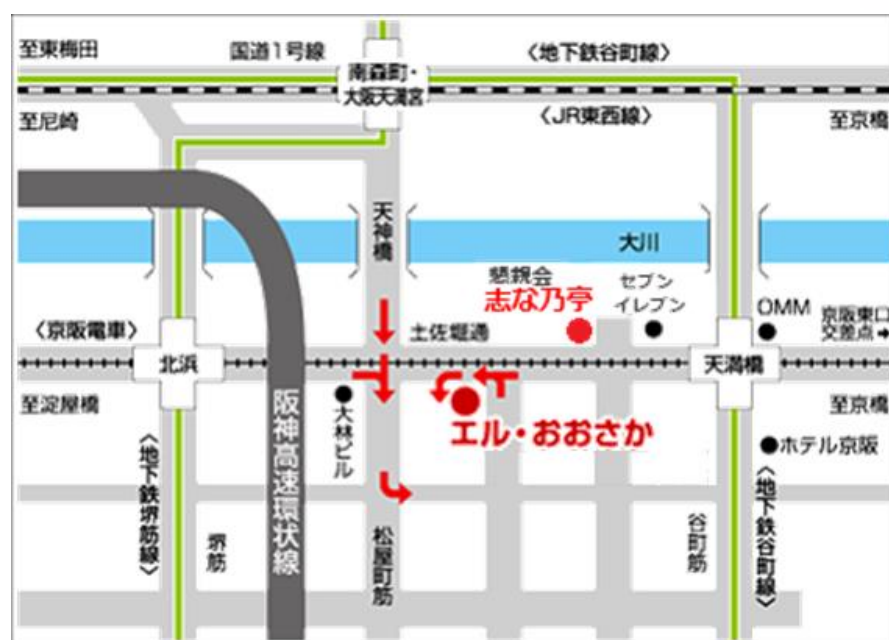 至東梅田
国道1号線
〈地下鉄谷町線〉
南森町・
大阪天満宮
至尼崎
〈JR東西線〉
至京橋
天神橋
大川
懇親会
志な乃亭
セブン
イレブン
OMM
京阪東口
交差点→
〈京阪電車〉
土佐堀通
北浜
天満橋
至淀屋橋
大林ビル
エル・おおさか
至京橋
阪神高速環状線
ホテル京阪
〈地下鉄堺筋線〉
堺筋
松屋町筋
谷町筋
〈地下鉄谷町線〉